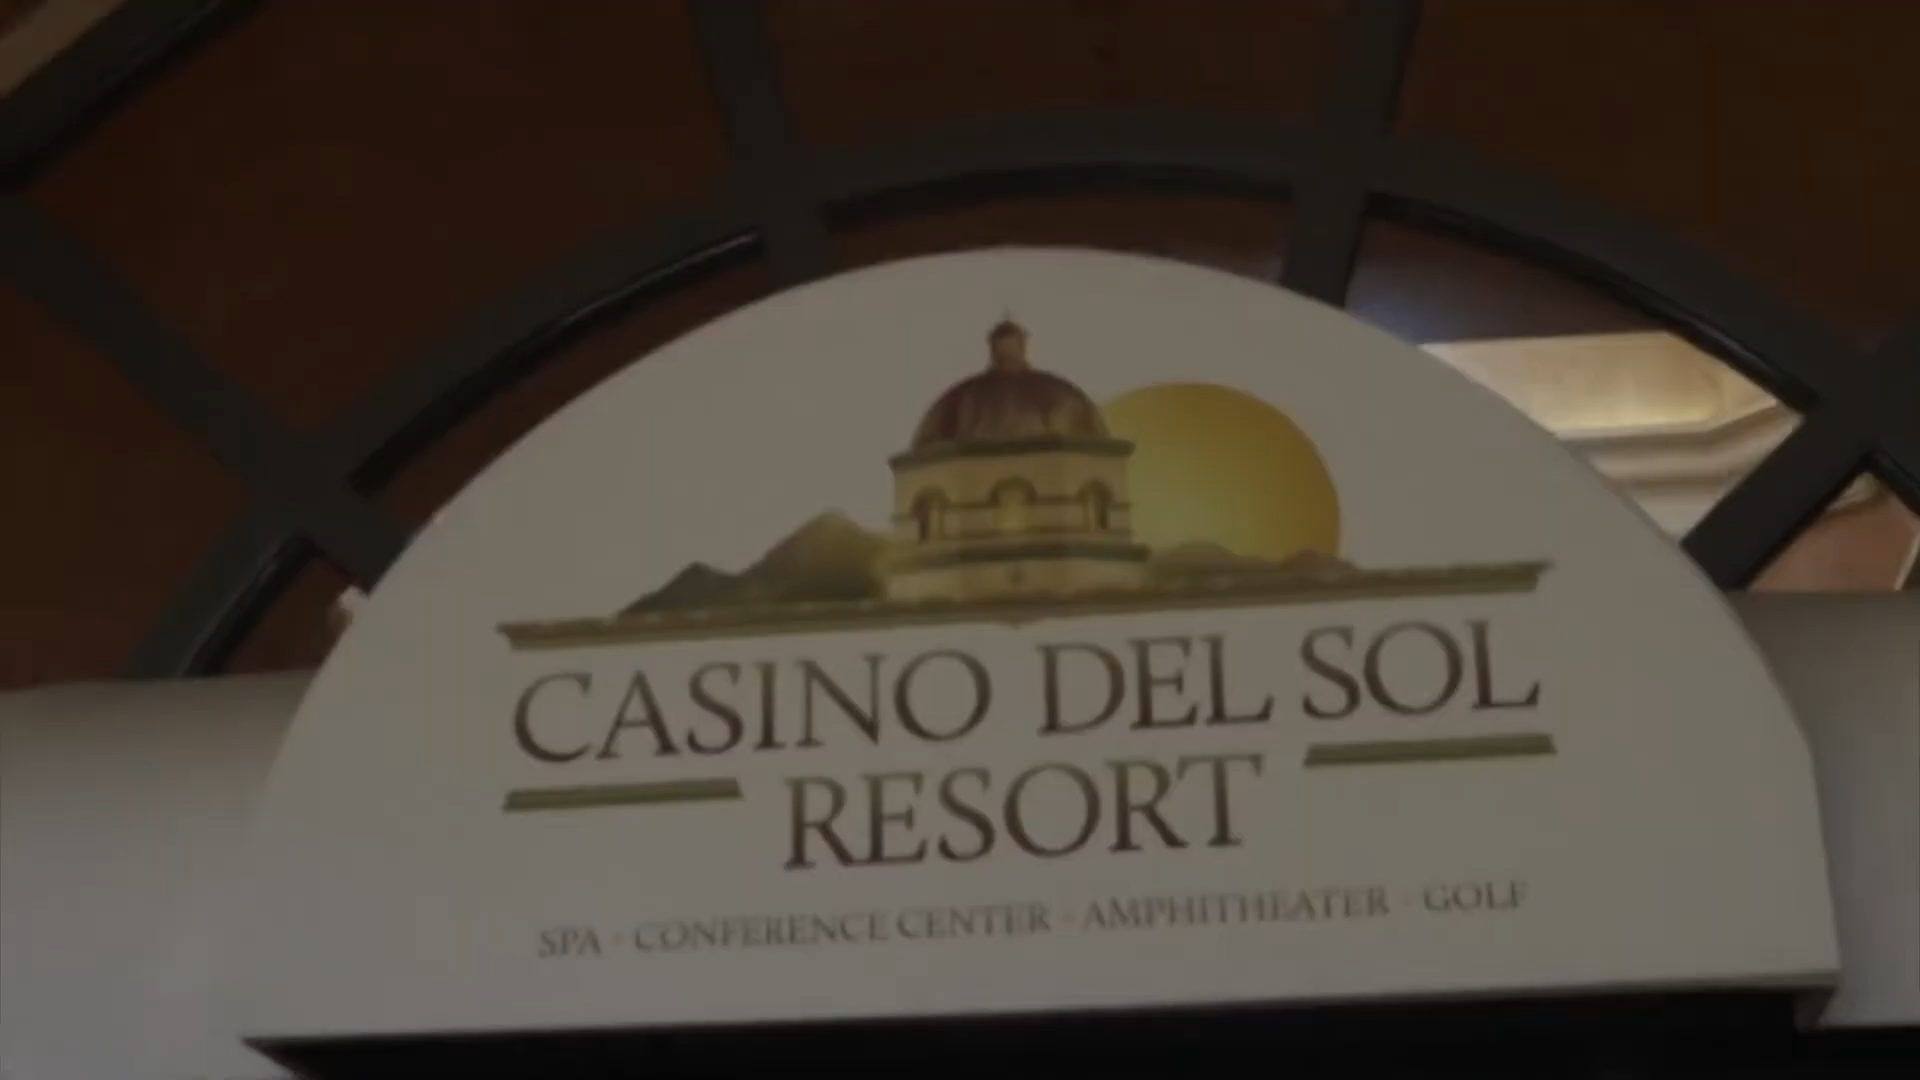 CASINO DEL SOL
RESORT
SPA · CONFERENCE CENTER · AMPHITHEATER · GOLF